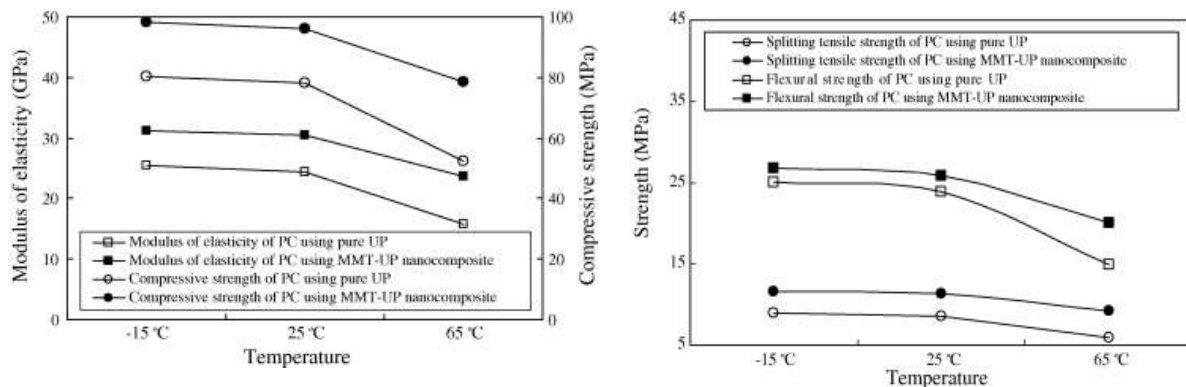 50
40
30
20
10
0
Modulus of elasticity (GPa)
100
80
60
40
20
0
Compressive strength (MPa)
Modulus of elasticity of PC using pure UP
Modulus of elasticity of PC using MMT-UP nanocomposite
Compressive strength of PC using pure UP
Compressive strength of PC using MMT-UP nanocomposite
-15 ℃
25 ℃
65 ℃
Temperature
45
35
25
15
5
Strength (MPa)
Splitting tensile strength of PC using pure UP
Splitting tensile strength of PC using MMT-UP nanocomposite
Flexural strength of PC using pure UP
Flexural strength of PC using MMT-UP nanocomposite
-15 ℃
25 ℃
65 ℃
Temperature